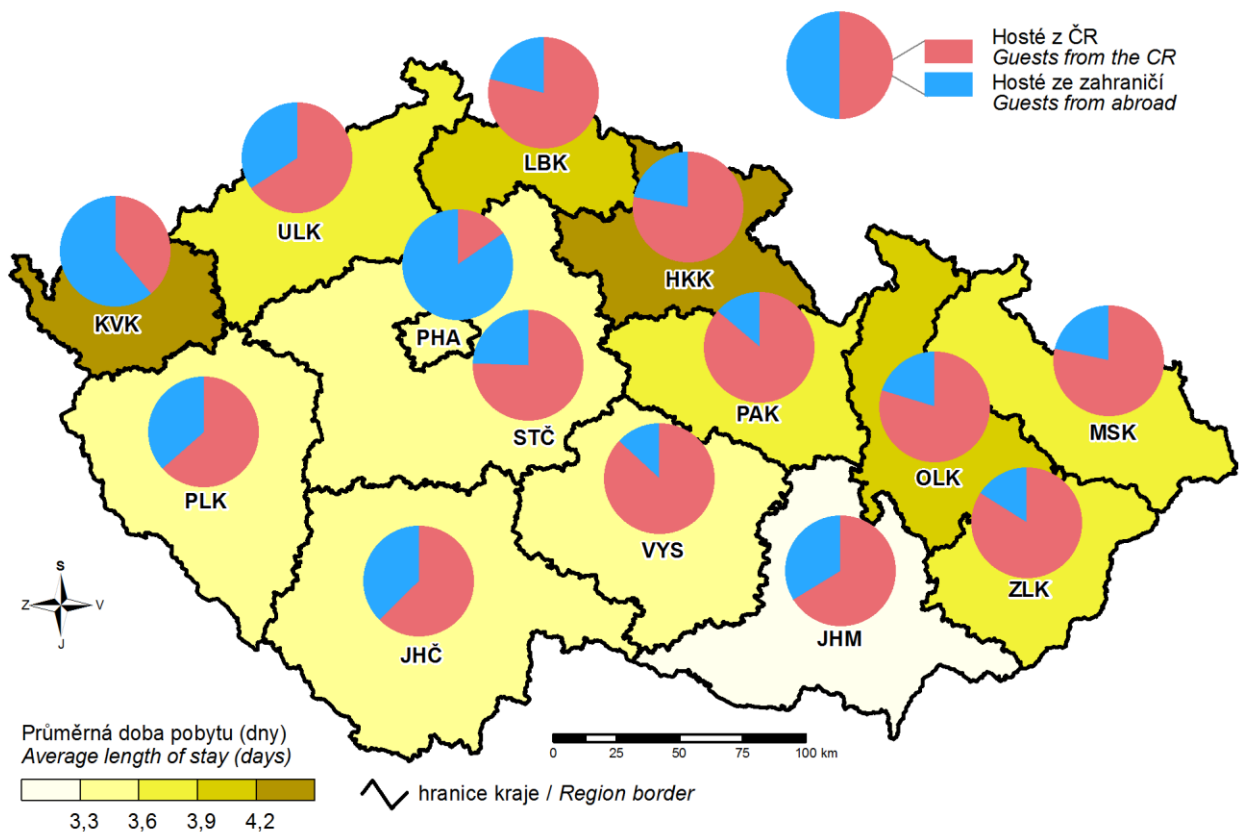 Hosté z ČR
Guests from the CR
Hosté ze zahraničí
Guests from abroad
LBK
ULK
HKK
KVK
PHA
PAK
MSK
STČ
OLK
PLK
VYS
ZLK
JHM
JHČ
S
Z V
J
Průměrná doba pobytu (dny)
Average length of stay (days)
3,3 3,6 3,9 4,2
0 25 50 75 100 km
hranice kraje / Region border